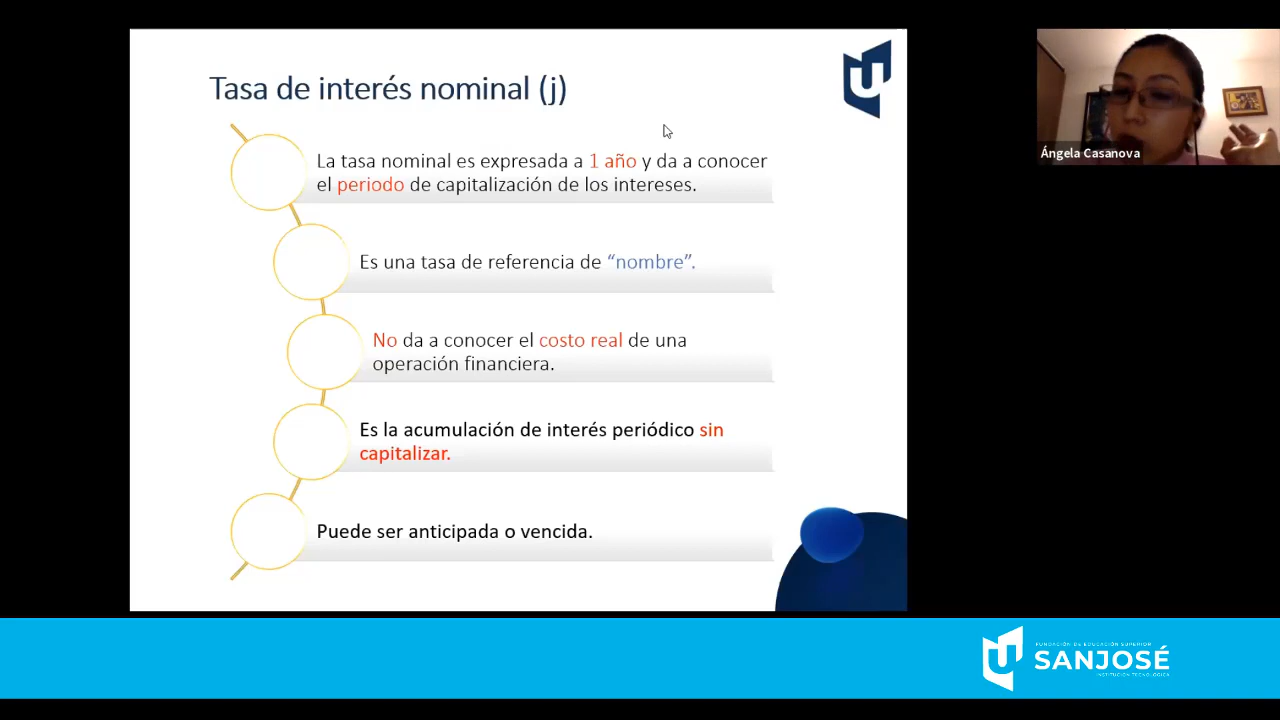 Tasa de interés nominal (j)
La tasa nominal es expresada a 1 año y da a conocer
el periodo de capitalización de los intereses.
Es una tasa de referencia de “nombre”.
No da a conocer el costo real de una
operación financiera.
Es la acumulación de interés periódico sin
capitalizar.
Puede ser anticipada o vencida.
Ángela Casanova
FUNDACIÓN DE EDUCACIÓN SUPERIOR
SANJOSÉ
INSTITUCIÓN TECNOLÓGICA